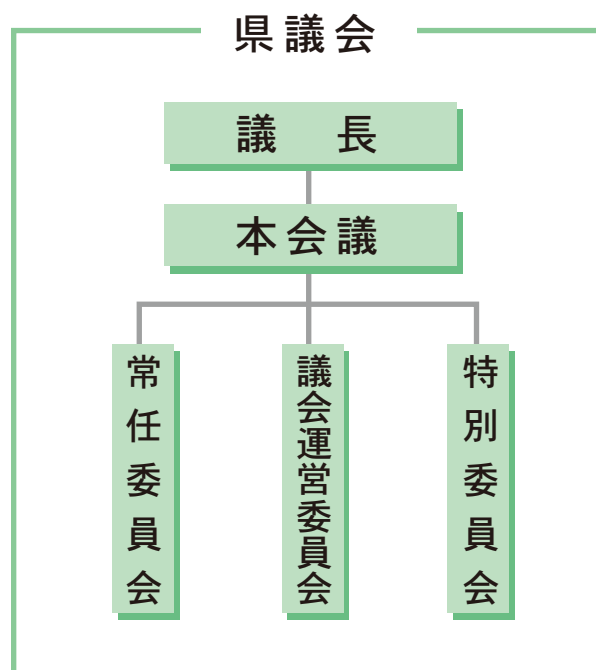 県議会
議　長
本会議
常任委員会
議会運営委員会
特別委員会